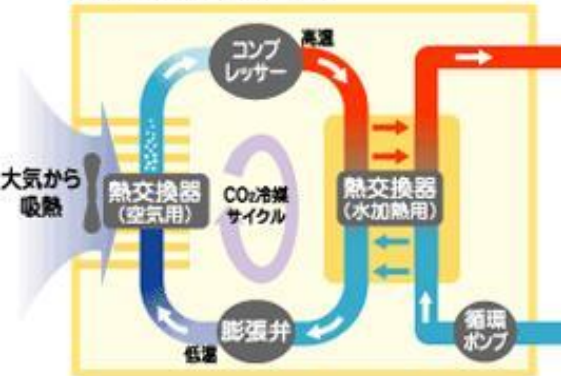 コンプ
レッサー
高温
大気から
吸熱
熱交換器
(空気用)
CO₂冷媒
サイクル
熱交換器
(水加熱用)
低温
膨張弁
循環
ポンプ